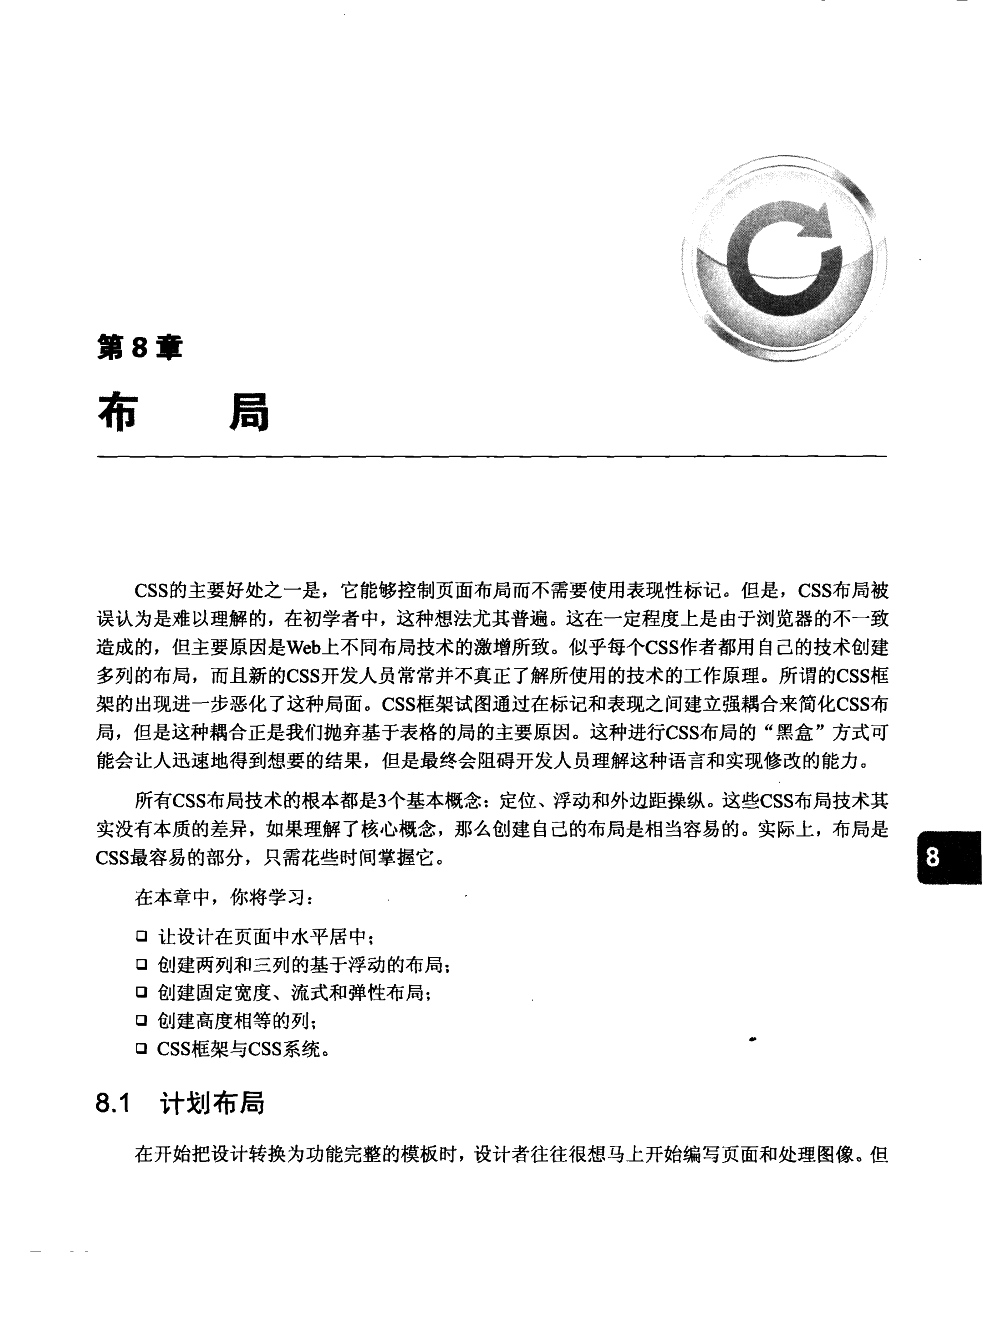 第8章
布 局
CSS的主要好处之一是，它能够控制页面布局而不需要使用表现性标记。但是，CSS布局被
误认为是难以理解的，在初学者中，这种想法尤其普遍。这在一定程度上是由于浏览器的不一致
造成的，但主要原因是Web上不同布局技术的激增所致。似乎每个CSS作者都用自己的技术创建
多列的布局，而且新的CSS开发人员常常并不真正了解所使用的技术的工作原理。所谓的CSS框
架的出现进一步恶化了这种局面。CSS框架试图通过在标记和表现之间建立强耦合来简化CSS布
局，但是这种耦合正是我们抛弃基于表格的局的主要原因。这种进行CSS布局的“黑盒”方式可
能会让人迅速地得到想要的结果，但是最终会阻碍开发人员理解这种语言和实现修改的能力。
所有CSS布局技术的根本都是3个基本概念：定位、浮动和外边距操纵。这些CSS布局技术其
实没有本质的差异，如果理解了核心概念，那么创建自己的布局是相当容易的。实际上，布局是
CSS最容易的部分，只需花些时间掌握它。
8
在本章中，你将学习：
❑ 让设计在页面中水平居中；
❑ 创建两列和三列的基于浮动的布局；
❑ 创建固定宽度、流式和弹性布局；
❑ 创建高度相等的列；
❑ CSS框架与CSS系统。
8.1 计划布局
在开始把设计转换为功能完整的模板时，设计者往往很想马上开始编写页面和处理图像。但